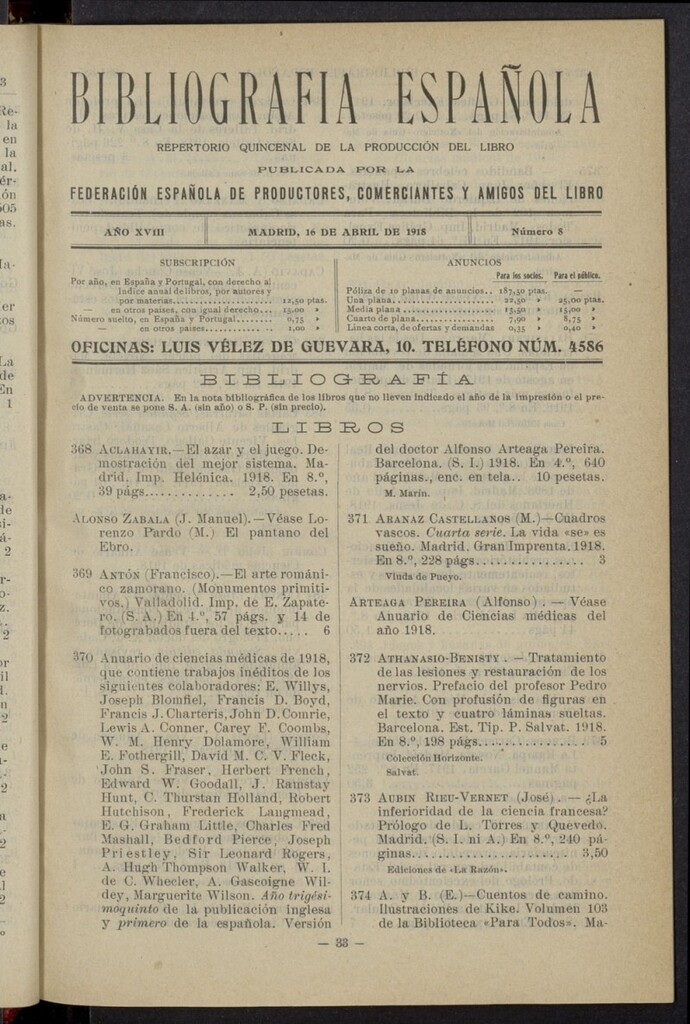 BIBLIOGRAFIA ESPAÑOLA
REPERTORIO QUINCENAL DE LA PRODUCCIÓN DEL LIBRO
PUBLICADA POR LA
FEDERACIÓN ESPAÑOLA DE PRODUCTORES, COMERCIANTES Y AMIGOS DEL LIBRO
AÑO XVIII MADRID, 16 DE ABRIL DE 1918 Número 8
SUBSCRIPCIÓN
Por año, en España y Portugal, con derecho al
Indice anual de libros, por autores y
por materias.................... 12,50 ptas.
— en otros países, con igual derecho... 15,00 »
Número suelto, en España y Portugal...... 0,75 »
— en otros países............ 1,00 »
ANUNCIOS
Para los socios. Para el público.
Póliza de 10 planas de anuncios.. 187,50 ptas. —
Una plana.................... 22,50 » 25,00 ptas.
Media plana.................. 13,50 » 15,00 »
Cuarto de plana.............. 7,90 » 8,75 »
Línea corta, de ofertas y demandas 0,35 » 0,40 »
OFICINAS: LUIS VÉLEZ DE GUEVARA, 10. TELÉFONO NÚM. 4586
BIBLIOGRAFÍA
ADVERTENCIA. En la nota bibliográfica de los libros que no lleven indicado el año de la impresión o el pre-
cio de venta se pone S. A. (sin año) o S. P. (sin precio).
LIBROS
368 ACLAHAYIR.—El azar y el juego. De-
mostración del mejor sistema. Ma-
drid. Imp. Helénica. 1918. En 8.º,
39 págs............. 2,50 pesetas.
ALONSO ZABALA (J. Manuel).—Véase Lo-
renzo Pardo (M.) El pantano del
Ebro.
369 ANTÓN (Francisco).—El arte románi-
co zamorano. (Monumentos primiti-
vos.) Valladolid. Imp. de E. Zapate-
ro. (S. A.) En 4.º, 57 págs. y 14 de
fotograbados fuera del texto..... 6
370 Anuario de ciencias médicas de 1918,
que contiene trabajos inéditos de los
siguientes colaboradores: E. Willys,
Joseph Blomfiel, Francis D. Boyd,
Francis J. Charteris, John D. Comrie,
Lewis A. Conner, Carey F. Coombs,
W. M. Henry Dolamore, William
E. Fothergill, David M. C. V. Fleck,
John S. Fraser, Herbert French,
Edward W. Goodall, J. Ramstay
Hunt, C. Thurstan Holland, Robert
Hutchison, Frederick Langmead,
E. G. Graham Little, Charles Fred
Mashall, Bedford Pierce, Joseph
Priestley, Sir Leonard Rogers,
A. Hugh Thompson Walker, W. I.
de C. Wheeler, A. Gascoigne Wil-
dey, Marguerite Wilson. Año trigési-
moquinto de la publicación inglesa
y primero de la española. Versión
del doctor Alfonso Arteaga Pereira.
Barcelona. (S. I.) 1918. En 4.º, 640
páginas., enc. en tela.. 10 pesetas.
M. Marín.
371 ARANAZ CASTELLANOS (M.)—Cuadros
vascos. Cuarta serie. La vida «se» es
sueño. Madrid. Gran Imprenta. 1918.
En 8.º, 228 págs............... 3
Viuda de Pueyo.
ARTEAGA PEREIRA (Alfonso). — Véase
Anuario de Ciencias médicas del
año 1918.
372 ATHANASIO-BENISTY. — Tratamiento
de las lesiones y restauración de los
nervios. Prefacio del profesor Pedro
Marie. Con profusión de figuras en
el texto y cuatro láminas sueltas.
Barcelona. Est. Tip. P. Salvat. 1918.
En 8.º, 198 págs............... 5
Colección Horizonte.
Salvat.
373 AUBIN RIEU-VERNET (José). — ¿La
inferioridad de la ciencia francesa?
Prólogo de L. Torres y Quevedo.
Madrid. (S. I. ni A.) En 8.º, 240 pá-
ginas..................... 3,50
Ediciones de «La Razón».
374 A. y B. (E.)—Cuentos de camino.
Ilustraciones de Kike. Volumen 103
de la Biblioteca «Para Todos». Ma-
— 33 —